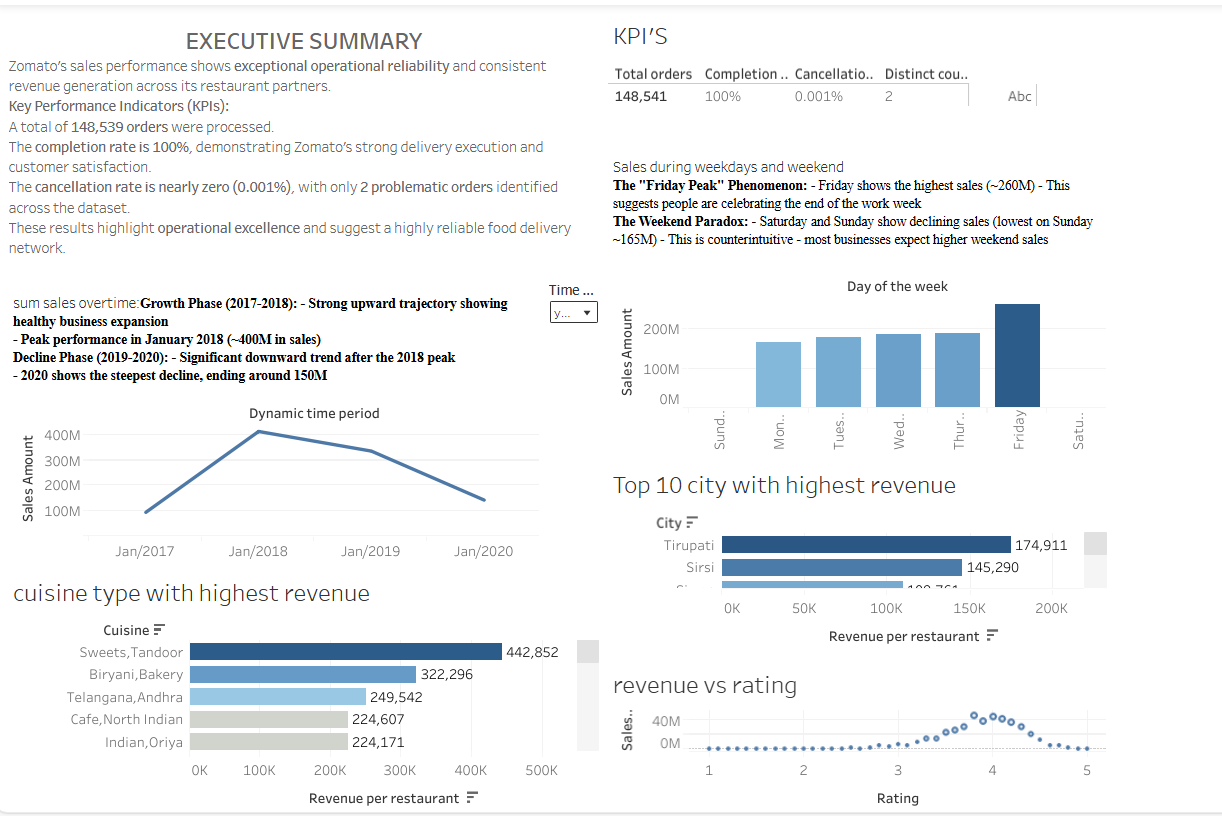 EXECUTIVE SUMMARY
Zomato's sales performance shows exceptional operational reliability and consistent
revenue generation across its restaurant partners.
Key Performance Indicators (KPIs):
A total of 148,539 orders were processed.
The completion rate is 100%, demonstrating Zomato's strong delivery execution and
customer satisfaction.
The cancellation rate is nearly zero (0.001%), with only 2 problematic orders identified
across the dataset.
These results highlight operational excellence and suggest a highly reliable food delivery
network.
KPI'S
Total orders Completion .. Cancellatio.. Distinct cou..
148,541 100% 0.001% 2 Abc
Sales during weekdays and weekend
The "Friday Peak" Phenomenon: - Friday shows the highest sales (~260M) - This
suggests people are celebrating the end of the work week
The Weekend Paradox: - Saturday and Sunday show declining sales (lowest on Sunday
~165M) - This is counterintuitive - most businesses expect higher weekend sales
sum sales overtime:Growth Phase (2017-2018): - Strong upward trajectory showing
healthy business expansion
- Peak performance in January 2018 (~400M in sales)
Decline Phase (2019-2020): - Significant downward trend after the 2018 peak
- 2020 shows the steepest decline, ending around 150M
Time ...
y...
Dynamic time period
Sales Amount
400M
300M
200M
100M
Jan/2017 Jan/2018 Jan/2019 Jan/2020
Day of the week
Sales Amount
200M
100M
0M
Sund.. Mon.. Tues.. Wed.. Thur.. Friday Satu..
Top 10 city with highest revenue
City
Tirupati 174,911
Sirsi 145,290
0K 50K 100K 150K 200K
Revenue per restaurant
cuisine type with highest revenue
Cuisine
Sweets,Tandoor 442,852
Biryani,Bakery 322,296
Telangana,Andhra 249,542
Cafe,North Indian 224,607
Indian,Oriya 224,171
0K 100K 200K 300K 400K 500K
Revenue per restaurant
revenue vs rating
Sales..
40M
0M
1 2 3 4 5
Rating